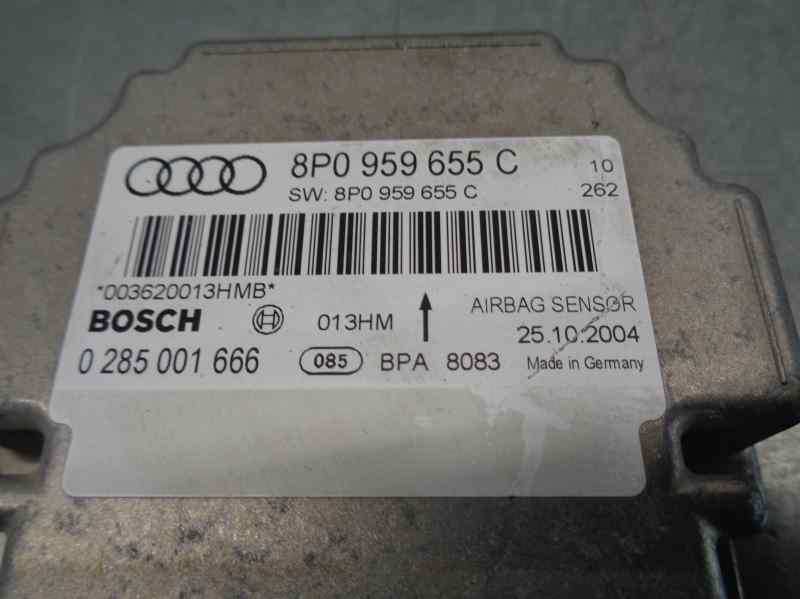 8P0 959 655 C 10
SW: 8P0 959 655 C 262
*003620013HMB*
AIRBAG SENSOR
BOSCH 013HM
25.10.2004
0 285 001 666 085 BPA 8083 Made in Germany